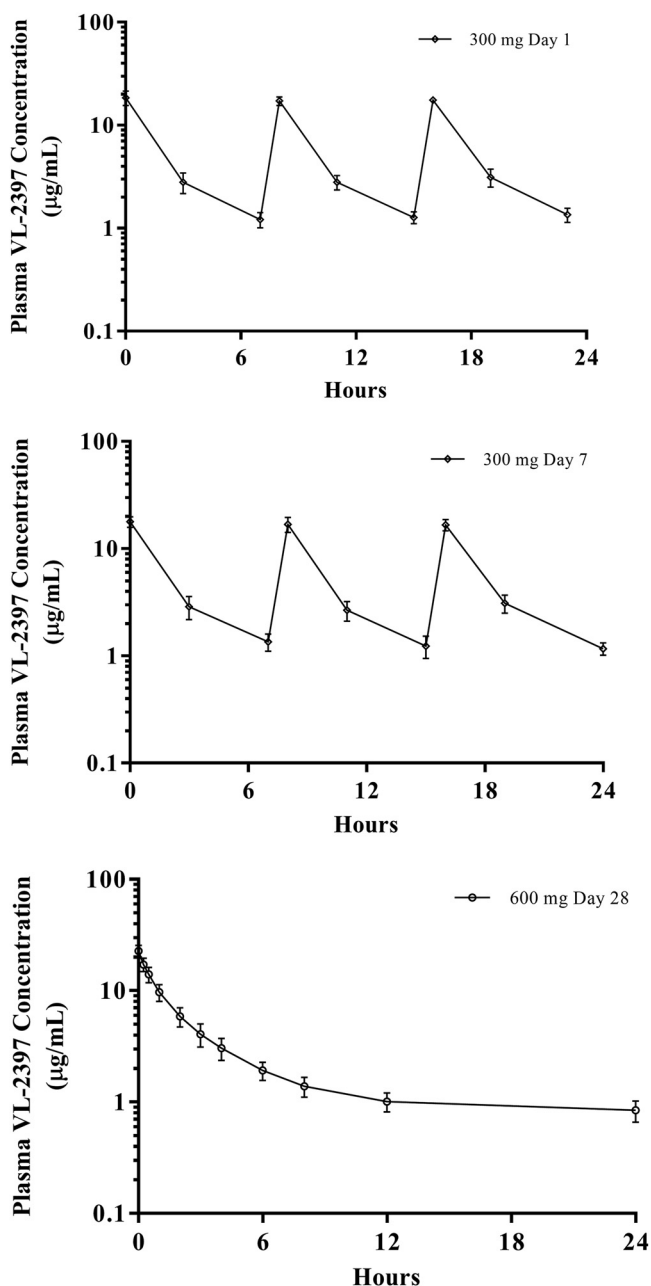 100
300 mg Day 1
10
Plasma VL-2397 Concentration
(μg/mL)
1
0.1
0 6 12 18 24
Hours
100
300 mg Day 7
10
Plasma VL-2397 Concentration
(μg/mL)
1
0.1
0 6 12 18 24
Hours
100
600 mg Day 28
10
Plasma VL-2397 Concentration
(μg/mL)
1
0.1
0 6 12 18 24
Hours